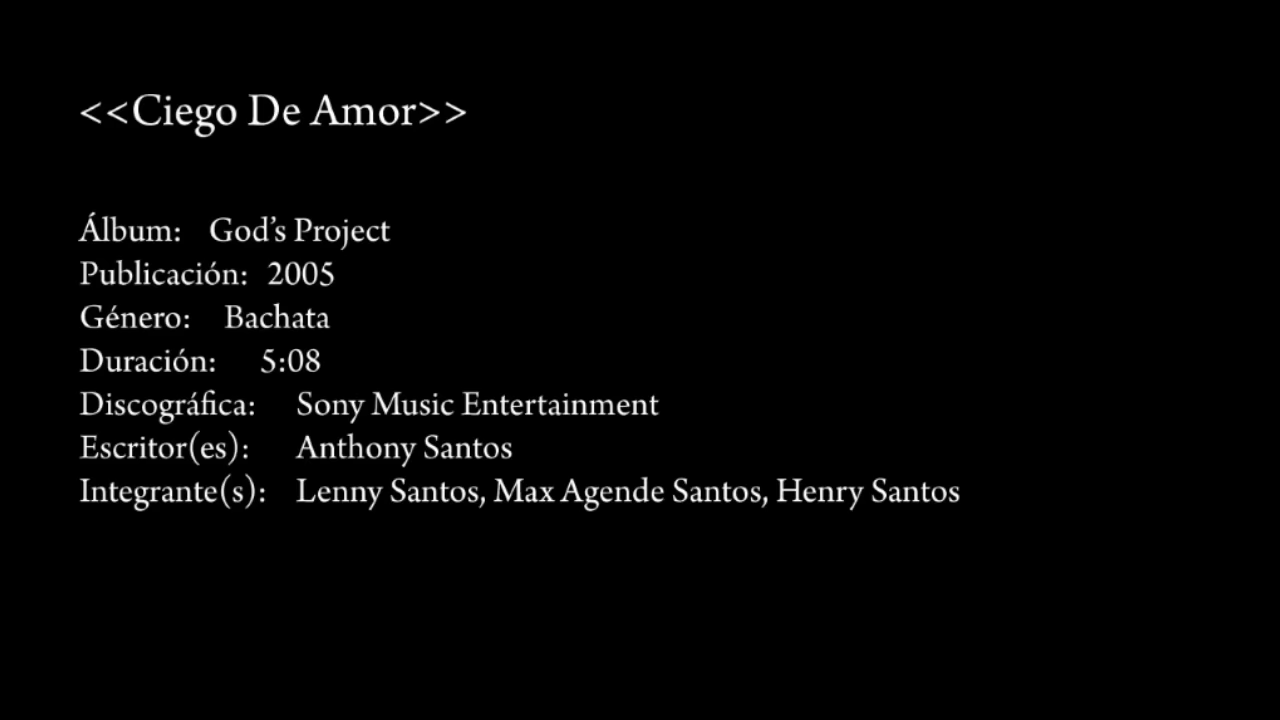 <<Ciego De Amor>>
Álbum: God’s Project
Publicación: 2005
Género: Bachata
Duración: 5:08
Discográfica: Sony Music Entertainment
Escritor(es): Anthony Santos
Integrante(s): Lenny Santos, Max Agende Santos, Henry Santos